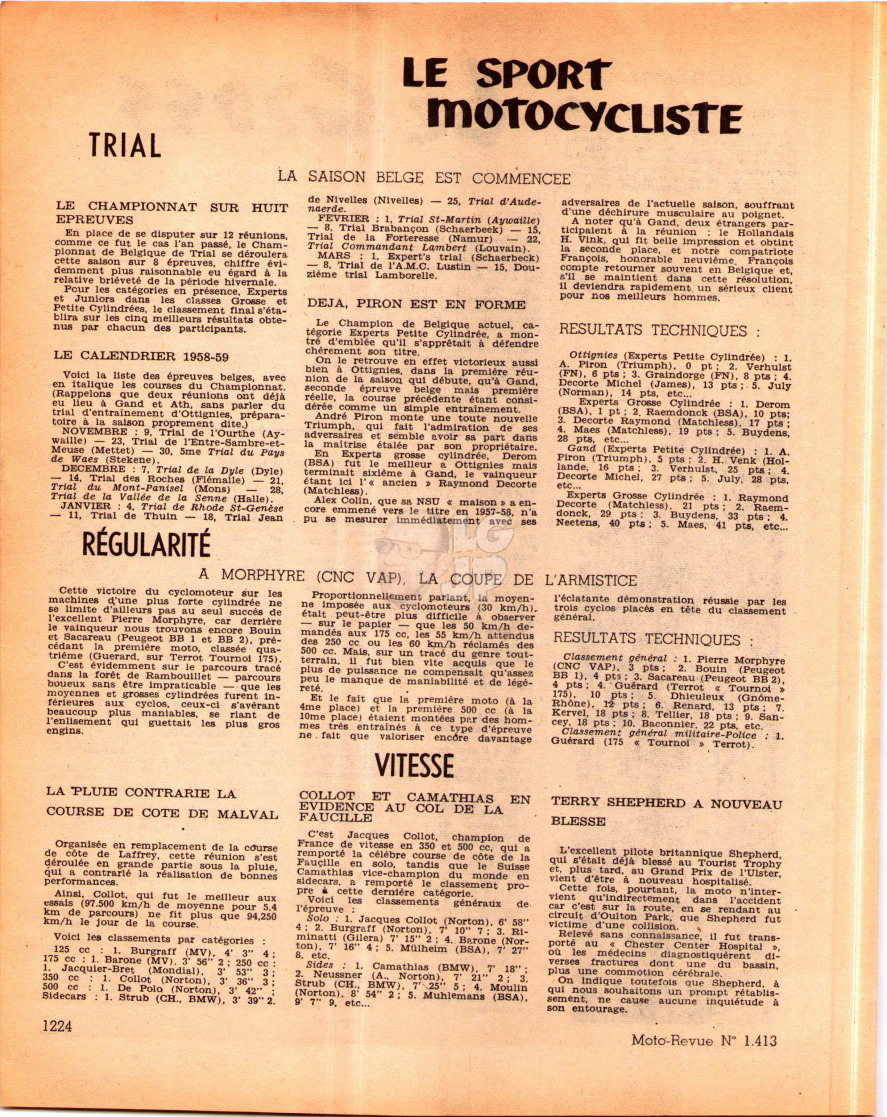 LE SPORT
MOTOCYCLISTE
TRIAL
LA SAISON BELGE EST COMMENCEE
LE CHAMPIONNAT SUR HUIT
EPREUVES
En place de se disputer sur 12 réunions,
comme ce fut le cas l'an passé, le Cham-
pionnat de Belgique de Trial se déroulera
cette saison sur 8 épreuves, chiffre évi-
demment plus raisonnable eu égard à la
relative briéveté de la période hivernale.
Pour les catégories en présence, Experts
et Juniors dans les classes Grosse et
Petite Cylindrées, le classement final s'éta-
blira sur les cinq meilleurs résultats obte-
nus par chacun des participants.
LE CALENDRIER 1958-59
Voici la liste des épreuves belges, avec
en italique les courses du Championnat.
(Rappelons que deux réunions ont déjà
eu lieu à Gand et Ath, sans parler du
trial d'entrainement d'Ottignies, prépara-
toire à la saison proprement dite.)
NOVEMBRE : 9, Trial de l'Ourthe (Ay-
waille) — 23, Trial de l'Entre-Sambre-et-
Meuse (Mettet) — 30, 5me Trial du Pays
de Waes (Stekene).
DECEMBRE : 7, Trial de la Dyle (Dyle)
— 14, Trial des Roches (Flémalle) — 21,
Trial du Mont-Panisel (Mons) — 28,
Trial de la Vallée de la Senne (Halle).
JANVIER : 4, Trial de Rhode St-Genèse
— 11, Trial de Thuin — 18, Trial Jean
de Nivelles (Nivelles) — 25, Trial d'Aude-
naerde.
FEVRIER : 1, Trial St-Martin (Aywaille)
— 8, Trial Brabançon (Schaerbeek) — 15,
Trial de la Forteresse (Namur) — 22,
Trial Commandant Lambert (Louvain).
MARS : 1, Expert's trial (Schaerbeck)
— 8, Trial de l'A.M.C. Lustin — 15, Dou-
zième trial Lamborelle.
DEJA, PIRON EST EN FORME
Le Champion de Belgique actuel, ca-
tégorie Experts Petite Cylindrée, a mon-
tré d'emblée qu'il s'apprêtait à défendre
chèrement son titre.
On le retrouve en effet victorieux aussi
bien à Ottignies, dans la première réu-
nion de la saison qui débute, qu'à Gand,
seconde épreuve belge mais première
réelle, la course précédente étant consi-
dérée comme un simple entraînement.
André Piron monte une toute nouvelle
Triumph, qui fait l'admiration de ses
adversaires et semble avoir sa part dans
la maîtrise étalée par son propriétaire.
En Experts grosse cylindrée, Derom
(BSA) fut le meilleur à Ottignies mais
terminait sixième à Gand, le vainqueur
étant ici l'« ancien » Raymond Decorte
(Matchless).
Alex Colin, que sa NSU « maison » a en-
core emmené vers le titre en 1957-58, n'a
pu se mesurer immédiatement avec ses
adversaires de l'actuelle saison, souffrant
d'une déchirure musculaire au poignet.
A noter qu'à Gand, deux étrangers par-
ticipaient à la réunion : le Hollandais
H. Vink, qui fit belle impression et obtint
la seconde place, et notre compatriote
François, honorable neuvième. François
compte retourner souvent en Belgique et,
s'il se maintient dans cette résolution,
il deviendra rapidement un sérieux client
pour nos meilleurs hommes.
RESULTATS TECHNIQUES :
Ottignies (Experts Petite Cylindrée) : 1.
A. Piron (Triumph), 0 pt ; 2. Verhulst
(FN), 6 pts ; 3. Graindorge (FN), 8 pts ; 4.
Decorte Michel (James), 13 pts ; 5. July
(Norman), 14 pts, etc...
Experts Grosse Cylindrée : 1. Derom
(BSA), 1 pt ; 2. Raemdonck (BSA), 10 pts;
3. Decorte Raymond (Matchless), 17 pts ;
4. Maes (Matchless), 19 pts ; 5. Buydens,
28 pts, etc...
Gand (Experts Petite Cylindrée) : 1. A.
Piron (Triumph), 5 pts ; 2. H. Venk (Hol-
lande, 16 pts ; 3. Verhulst, 25 pts ; 4.
Decorte Michel, 27 pts ; 5. July, 28 pts,
etc...
Experts Grosse Cylindrée : 1. Raymond
Decorte (Matchless), 21 pts ; 2. Raem-
donck, 29 pts ; 3. Buydens, 33 pts ; 4.
Neetens, 40 pts ; 5. Maes, 41 pts, etc...
RÉGULARITÉ
A MORPHYRE (CNC VAP), LA COUPE DE L'ARMISTICE
Cette victoire du cyclomoteur sur les
machines d'une plus forte cylindrée ne
se limite d'ailleurs pas au seul succès de
l'excellent Pierre Morphyre, car derrière
le vainqueur nous trouvons encore Bouin
et Sacareau (Peugeot BB 1 et BB 2), pré-
cédant la première moto, classée qua-
trième (Guerard, sur Terrot Tournoi 175).
C'est évidemment sur le parcours tracé
dans la forêt de Rambouillet — parcours
boueux sans être impraticable — que les
moyennes et grosses cylindrées furent in-
férieures aux cyclos, ceux-ci s'avérant
beaucoup plus maniables, se riant de
l'enlisement qui guettait les plus gros
engins.
Proportionnellement parlant, la moyen-
ne imposée aux cyclomoteurs (30 km/h),
était peut-être plus difficile à observer
— sur le papier — que les 50 km/h de-
mandés aux 175 cc, les 55 km/h attendus
des 250 cc ou les 60 km/h réclamés des
500 cc. Mais, sur un tracé du genre tout-
terrain, il fut bien vite acquis que le
plus de puissance ne compensait qu'assez
peu le manque de maniabilité et de légè-
reté.
Et le fait que la première moto (à la
4me place) et la première 500 cc (à la
10me place) étaient montées par des hom-
mes très entraînés à ce type d'épreuve
ne fait que valoriser encore davantage
l'éclatante démonstration réussie par les
trois cyclos placés en tête du classement
général.
RESULTATS TECHNIQUES :
Classement général : 1. Pierre Morphyre
(CNC VAP), 3 pts ; 2. Bouin (Peugeot
BB 1), 4 pts ; 3. Sacareau (Peugeot BB 2),
4 pts ; 4. Guérard (Terrot « Tournoi »
175), 10 pts; 5. Dhieuleux (Gnôme-
Rhône), 12 pts ; 6. Renard, 13 pts ; 7.
Kervel, 18 pts ; 8. Tellier, 18 pts ; 9. San-
cey, 18 pts ; 10. Baconnier, 22 pts, etc.
Classement général militaire-Police : 1.
Guérard (175 « Tournoi » Terrot).
VITESSE
LA PLUIE CONTRARIE LA
COURSE DE COTE DE MALVAL
Organisée en remplacement de la course
de côte de Laffrey, cette réunion s'est
déroulée en grande partie sous la pluie,
qui a contrarié la réalisation de bonnes
performances.
Ainsi, Collot, qui fut le meilleur aux
essais (97.500 km/h de moyenne pour 5,4
km de parcours) ne fit plus que 94,250
km/h le jour de la course.
Voici les classements par catégories :
125 cc : 1. Burgraff (MV), 4' 3" 4 ;
175 cc : 1. Barone (MV), 3' 56" 2 ; 250 cc :
1. Jacquier-Bret (Mondial), 3' 53" 3 ;
350 cc : 1. Collot (Norton), 3' 36" 3 ;
500 cc : 1. De Polo (Norton), 3' 42" ;
Sidecars : 1. Strub (CH., BMW), 3' 39" 2.
COLLOT ET CAMATHIAS EN
EVIDENCE AU COL DE LA
FAUCILLE
C'est Jacques Collot, champion de
France de vitesse en 350 et 500 cc, qui a
remporté la célèbre course de côte de la
Faucille en solo, tandis que le Suisse
Camathias vice-champion du monde en
sidecars, a remporté le classement pro-
pre à cette dernière catégorie.
Voici les classements généraux de
l'épreuve :
Solo : 1. Jacques Collot (Norton), 6' 58"
4 ; 2. Burgraff (Norton), 7' 10" 7 ; 3. Ri-
minatti (Gilera) 7' 15" 2 ; 4. Barone (Nor-
ton), 7' 16" 4 ; 5. Mülheim (BSA), 7' 27"
8, etc.
Sides : 1. Camathias (BMW), 7' 18" ;
2. Neussner (A., Norton), 7' 21" 2 ; 3.
Strub (CH., BMW), 7' 25" 5 ; 4. Moulin
(Norton), 8' 54" 2 ; 5. Muhlemans (BSA),
9' 7" 9, etc...
TERRY SHEPHERD A NOUVEAU
BLESSE
L'excellent pilote britannique Shepherd,
qui s'était déjà blessé au Tourist Trophy
et, plus tard, au Grand Prix de l'Ulster,
vient d'être à nouveau hospitalisé.
Cette fois, pourtant, la moto n'inter-
vient qu'indirectement dans l'accident
car c'est sur la route, en se rendant au
circuit d'Oulton Park, que Shepherd fut
victime d'une collision.
Relevé sans connaissance, il fut trans-
porté au « Chester Center Hospital »,
où les médecins diagnostiquèrent di-
verses fractures dont une du bassin,
plus une commotion cérébrale.
On indique toutefois que Shepherd, à
qui nous souhaitons un prompt rétablis-
sement, ne cause aucune inquiétude à
son entourage.
1224
Moto-Revue N° 1.413